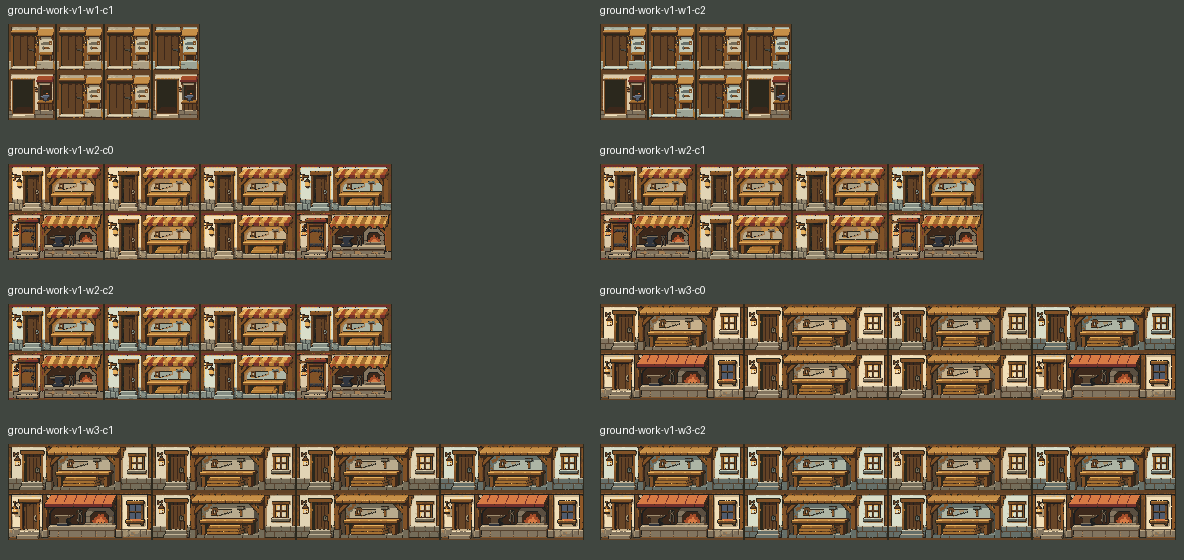 ground-work-v1-w1-c1
ground-work-v1-w1-c2
ground-work-v1-w2-c0
ground-work-v1-w2-c1
ground-work-v1-w2-c2
ground-work-v1-w3-c0
ground-work-v1-w3-c1
ground-work-v1-w3-c2